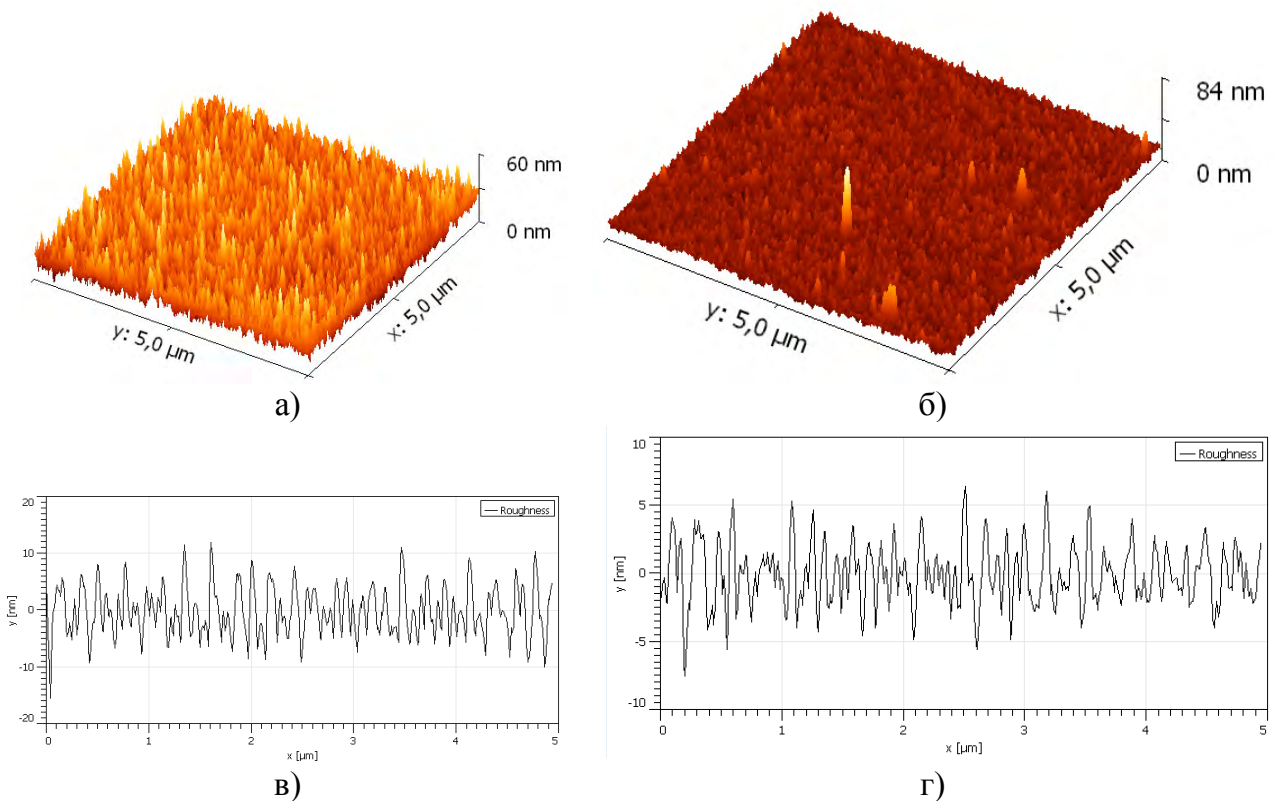 60 nm
0 nm
x: 5,0 µm
y: 5,0 µm
а)
84 nm
0 nm
x: 5,0 µm
y: 5,0 µm
б)
20
10
0
-10
-20
y [nm]
Roughness
0 1 2 3 4 5
x [µm]
в)
10
5
0
-5
-10
y [nm]
Roughness
0 1 2 3 4 5
x [µm]
г)